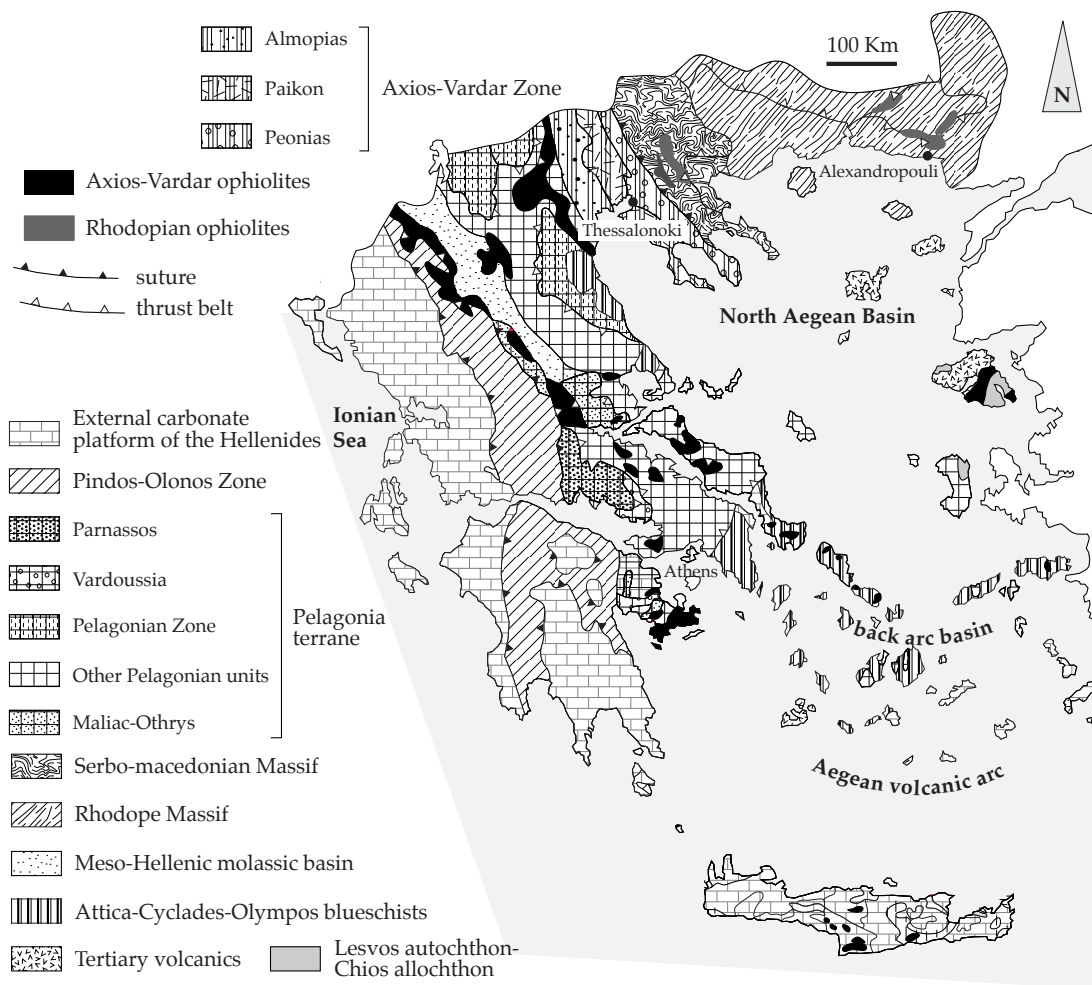 Almopias
Paikon
Axios-Vardar Zone
Peonias
Axios-Vardar ophiolites
Rhodopian ophiolites
suture
thrust belt
100 Km
N
Alexandropouli
Thessalonoki
North Aegean Basin
Ionian
Sea
Athens
back arc basin
Aegean volcanic arc
External carbonate
platform of the Hellenides
Pindos-Olonos Zone
Parnassos
Vardoussia
Pelagonian Zone
Pelagonia
terrane
Other Pelagonian units
Maliac-Othrys
Serbo-macedonian Massif
Rhodope Massif
Meso-Hellenic molassic basin
Attica-Cyclades-Olympos blueschists
Tertiary volcanics
Lesvos autochthon-
Chios allochthon